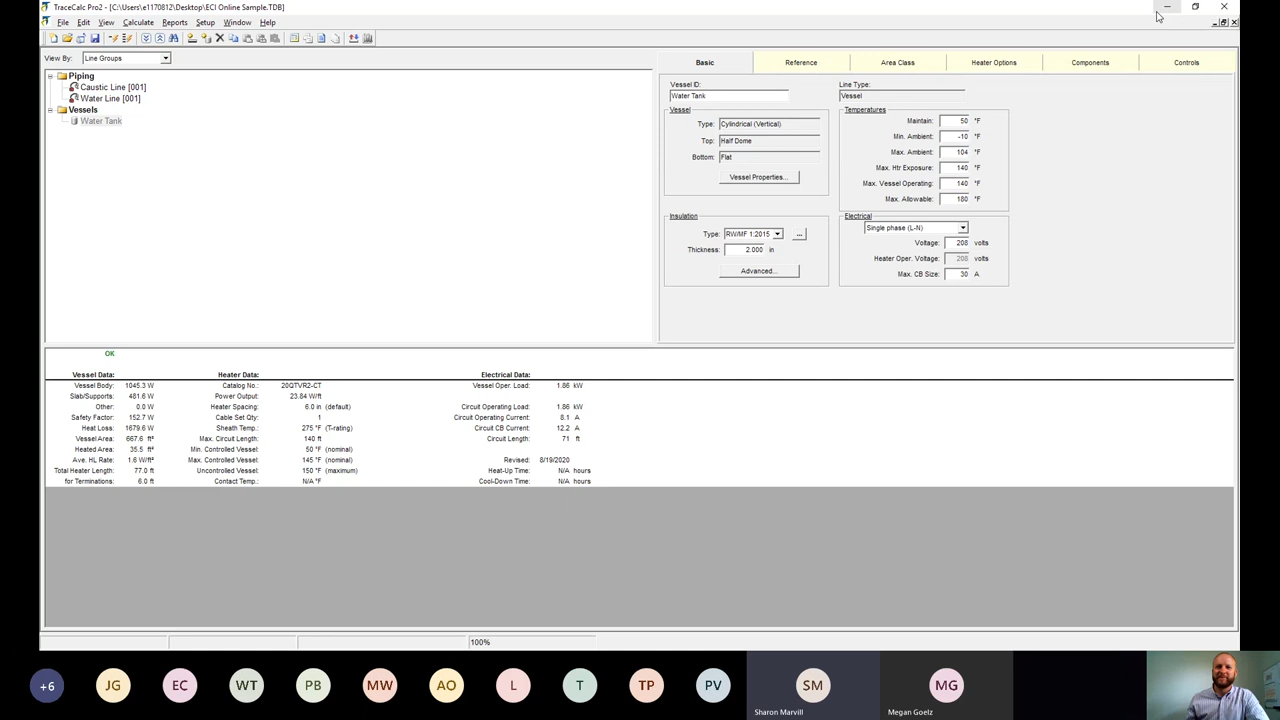 TraceCalc Pro2 - [C:\Users\e1170812\Desktop\ECI Online Sample.TDB]
File Edit View Calculate Reports Setup Window Help
View By: Line Groups
Piping
Caustic Line [001]
Water Line [001]
Vessels
Water Tank
Basic Reference Area Class Heater Options Components Controls
Vessel ID: Line Type:
Water Tank Vessel
Vessel
Type: Cylindrical (Vertical)
Top: Half Dome
Bottom: Flat
Vessel Properties...
Temperatures
Maintain: 50 °F
Min. Ambient: -10 °F
Max. Ambient: 104 °F
Max. Htr Exposure: 140 °F
Max. Vessel Operating: 140 °F
Max. Allowable: 180 °F
Insulation
Type: RW/MF 1:2015 ...
Thickness: 2.000 in
Advanced...
Electrical
Single phase (L-N)
Voltage: 208 volts
Heater Oper. Voltage: 208 volts
Max. CB Size: 30 A
OK
Vessel Data: Heater Data: Electrical Data:
Vessel Body: 1045.3 W Catalog No.: 20QTVR2-CT Vessel Oper. Load: 1.86 kW
Slab/Supports: 481.6 W Power Output: 23.84 W/ft
Other: 0.0 W Heater Spacing: 6.0 in (default) Circuit Operating Load: 1.86 kW
Safety Factor: 152.7 W Cable Set Qty: 1 Circuit Operating Current: 8.1 A
Heat Loss: 1679.6 W Sheath Temp.: 275 °F (T-rating) Circuit CB Current: 12.2 A
Vessel Area: 667.6 ft² Max. Circuit Length: 140 ft Circuit Length: 71 ft
Heated Area: 35.5 ft² Min. Controlled Vessel: 50 °F (nominal)
Ave. HL Rate: 1.6 W/ft² Max. Controlled Vessel: 145 °F (nominal) Revised: 8/19/2020
Total Heater Length: 77.0 ft Uncontrolled Vessel: 150 °F (maximum) Heat-Up Time: N/A hours
for Terminations: 6.0 ft Contact Temp.: N/A °F Cool-Down Time: N/A hours
100%
+6 JG EC WT PB MW AO L T TP PV SM MG
Sharon Marvill Megan Goelz